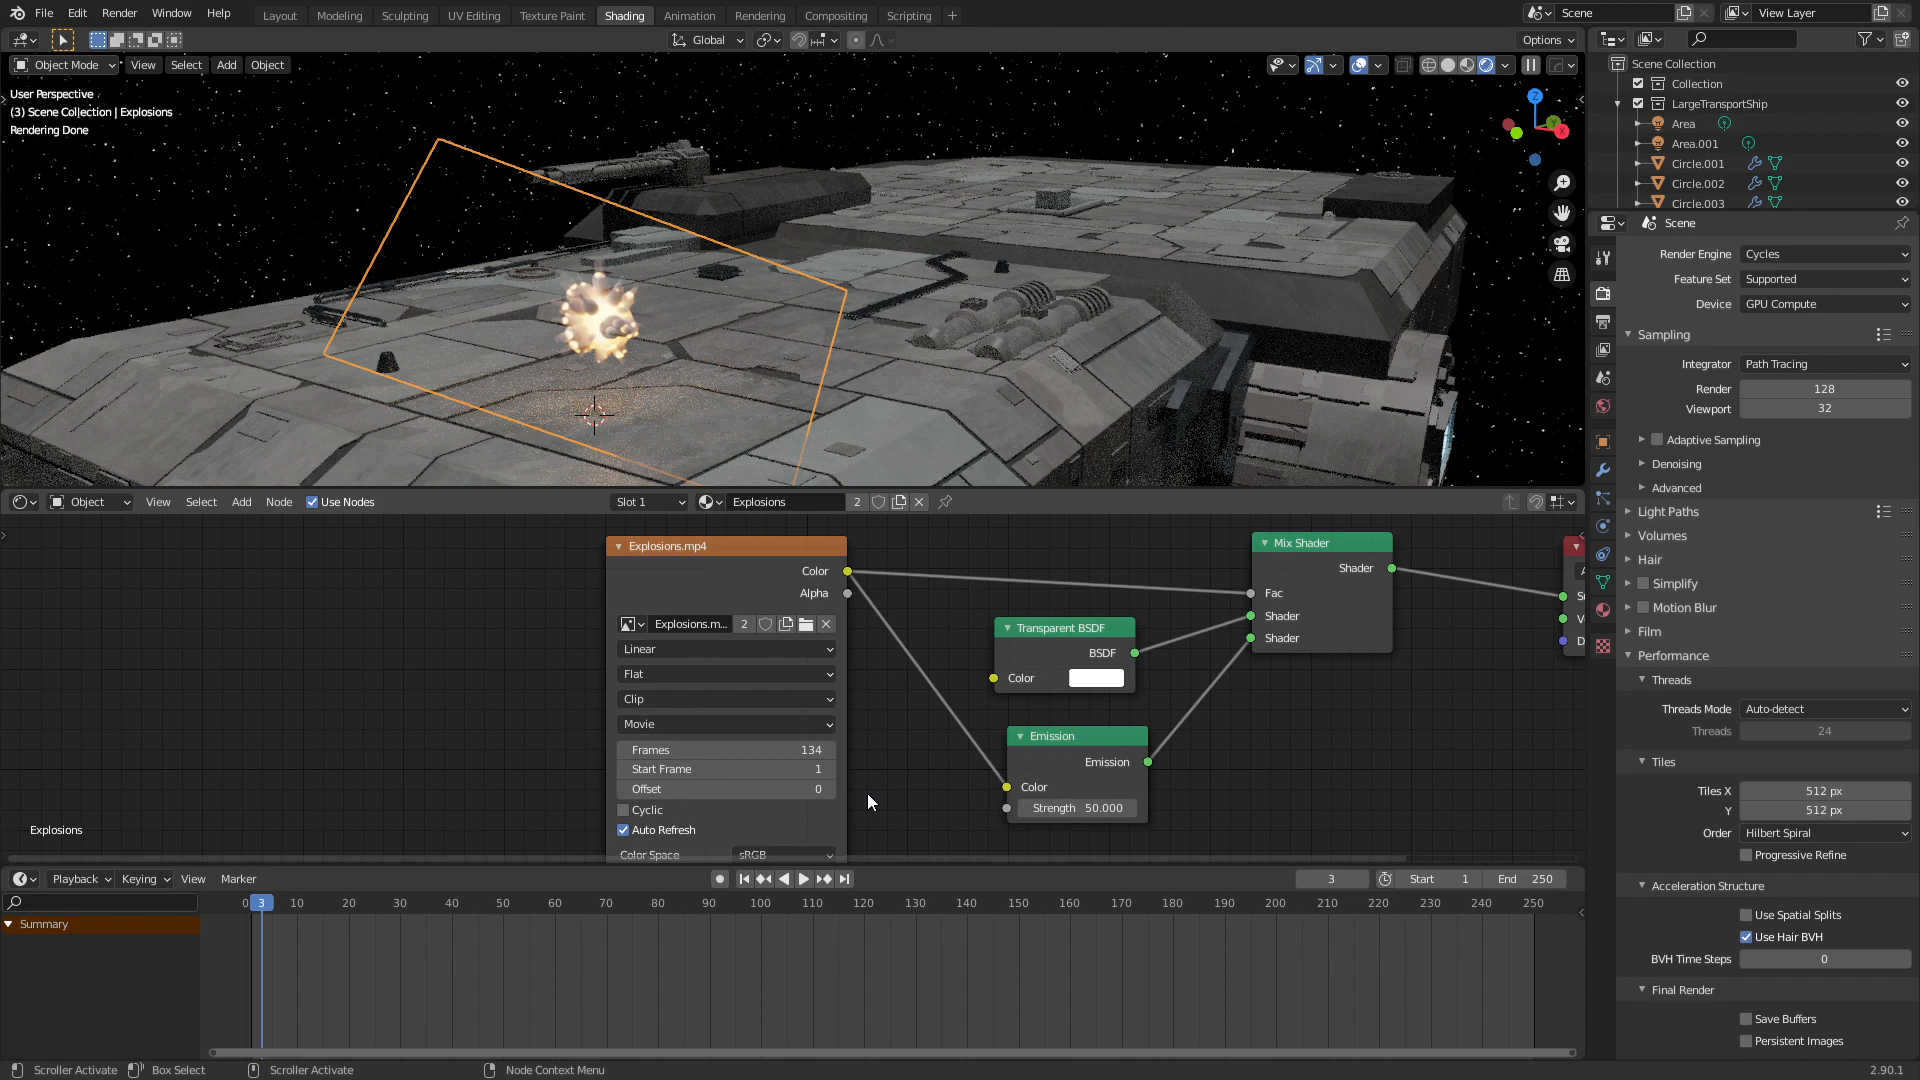 File Edit Render Window Help Layout Modeling Sculpting UV Editing Texture Paint Shading Animation Rendering Compositing Scripting + Scene View Layer
Global Options
Object Mode View Select Add Object
User Perspective
(3) Scene Collection | Explosions
Rendering Done
Z
Y
X
Scene Collection
Collection
LargeTransportShip
Area
Area.001
Circle.001
Circle.002
Circle.003
Scene
Render Engine Cycles
Feature Set Supported
Device GPU Compute
Sampling
Integrator Path Tracing
Render 128
Viewport 32
Adaptive Sampling
Denoising
Advanced
Light Paths
Volumes
Hair
Simplify
Motion Blur
Film
Performance
Threads
Threads Mode Auto-detect
Threads 24
Tiles
Tiles X 512 px
Y 512 px
Order Hilbert Spiral
Progressive Refine
Acceleration Structure
Use Spatial Splits
Use Hair BVH
BVH Time Steps 0
Final Render
Save Buffers
Persistent Images
Object View Select Add Node Use Nodes Slot 1 Explosions 2
Explosions.mp4
Color
Alpha
Explosions.m... 2
Linear
Flat
Clip
Movie
Frames 134
Start Frame 1
Offset 0
Cyclic
Auto Refresh
Color Space sRGB
Transparent BSDF
BSDF
Color
Emission
Emission
Color
Strength 50.000
Mix Shader
Shader
Fac
Shader
Shader
Explosions
Playback Keying View Marker 3 Start 1 End 250
0 3 10 20 30 40 50 60 70 80 90 100 110 120 130 140 150 160 170 180 190 200 210 220 230 240 250
Summary
Scroller Activate Box Select Scroller Activate Node Context Menu 2.90.1